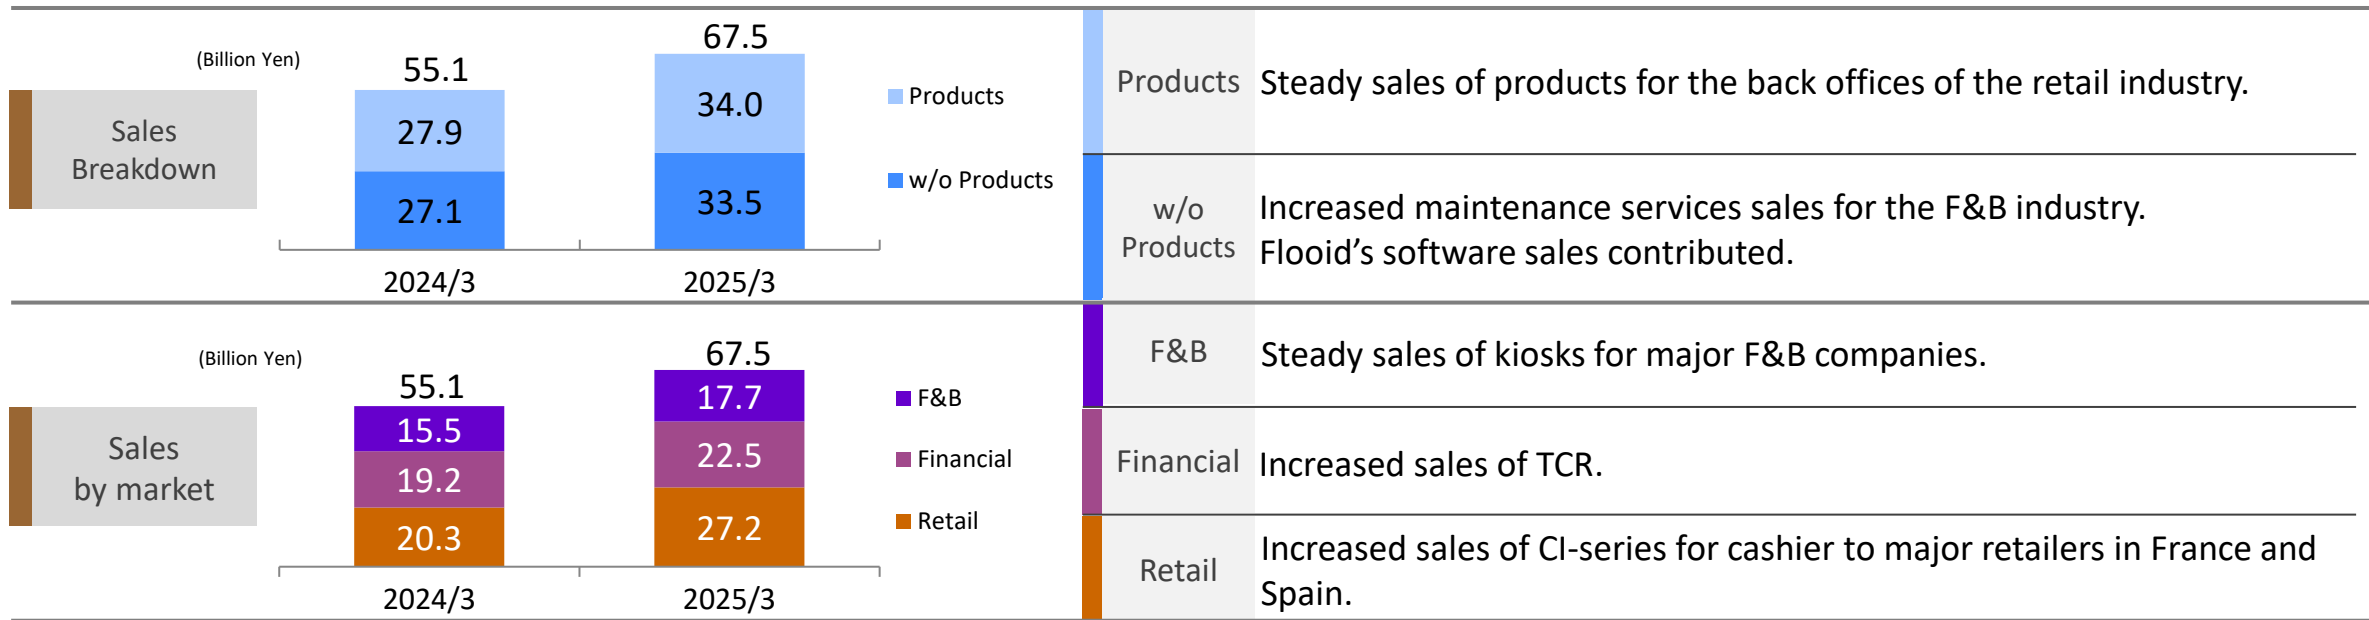 (Billion Yen)
Sales
Breakdown
55.1
27.9
27.1
2024/3
67.5
34.0
33.5
2025/3
Products
w/o Products
Products
Steady sales of products for the back offices of the retail industry.
w/o
Products
Increased maintenance services sales for the F&B industry.
Flooid’s software sales contributed.
(Billion Yen)
Sales
by market
55.1
15.5
19.2
20.3
2024/3
67.5
17.7
22.5
27.2
2025/3
F&B
Financial
Retail
F&B
Steady sales of kiosks for major F&B companies.
Financial
Increased sales of TCR.
Retail
Increased sales of CI-series for cashier to major retailers in France and
Spain.